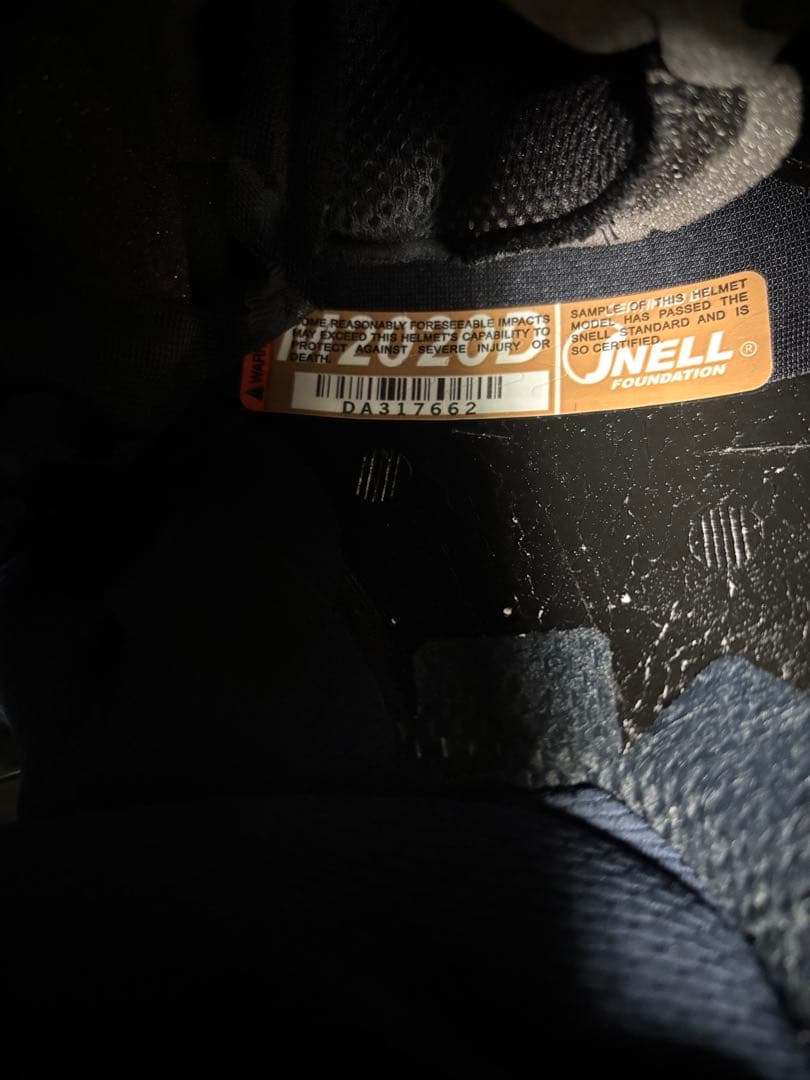 WARN
M2020D
SOME REASONABLY FORESEEABLE IMPACTS
MAY EXCEED THIS HELMET'S CAPABILITY TO
PROTECT AGAINST SEVERE INJURY OR
DEATH.
DA317662
SAMPLE OF THIS HELMET
MODEL HAS PASSED THE
SNELL STANDARD AND IS
SO CERTIFIED
SNELL®
FOUNDATION